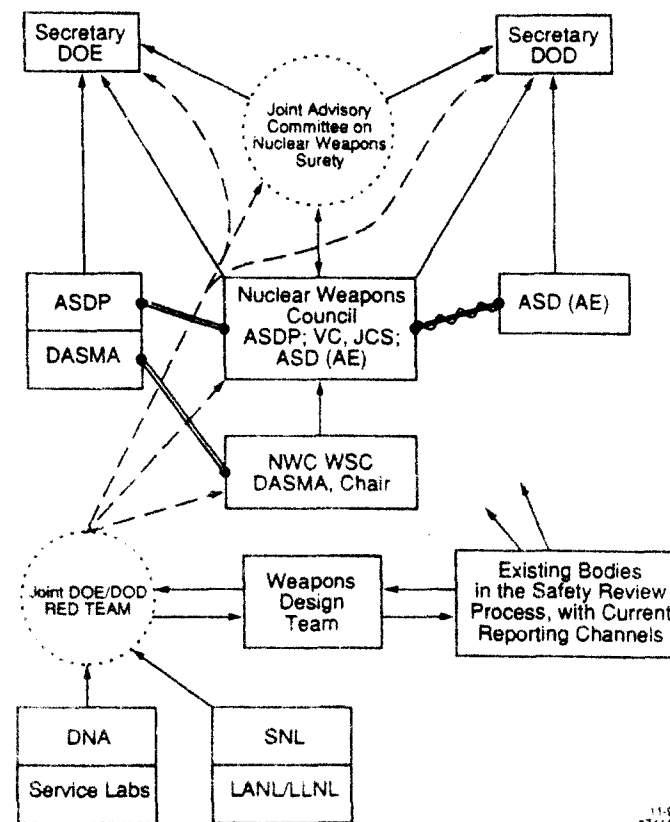 Secretary
DOE
Secretary
DOD
Joint Advisory
Committee on
Nuclear Weapons
Surety
ASDP
DASMA
Nuclear Weapons
Council
ASDP; VC, JCS;
ASD (AE)
ASD (AE)
NWC WSC
DASMA, Chair
Joint DOE/DOD
RED TEAM
Weapons
Design
Team
Existing Bodies
in the Safety Review
Process, with Current
Reporting Channels
DNA
Service Labs
SNL
LANL/LLNL